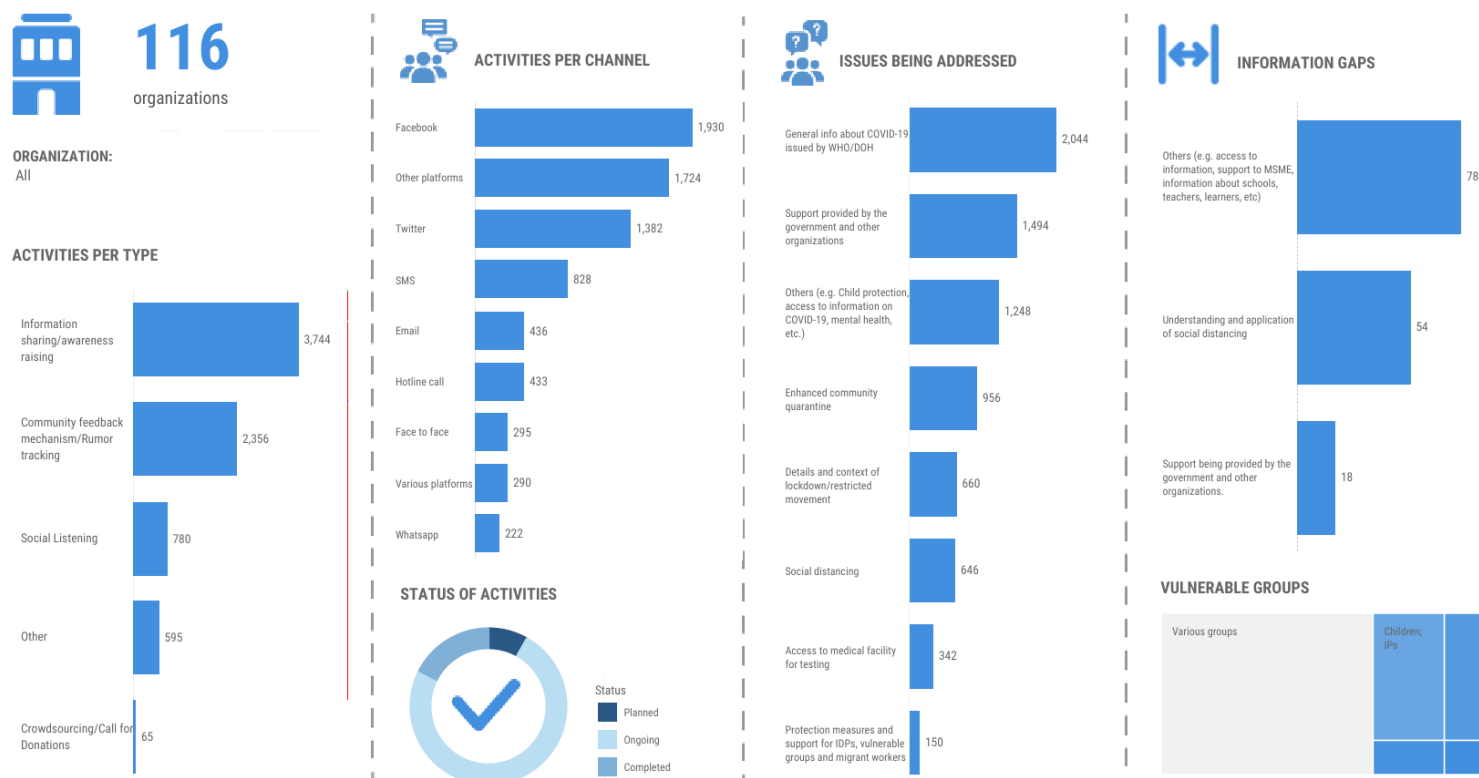 116
organizations
ORGANIZATION:
All
ACTIVITIES PER TYPE
Information
sharing/awareness
raising
3,744
Community feedback
mechanism/Rumor
tracking
2,356
Social Listening
780
Other
595
Crowdsourcing/Call for
Donations
65
ACTIVITIES PER CHANNEL
Facebook
1,930
Other platforms
1,724
Twitter
1,382
SMS
828
Email
436
Hotline call
433
Face to face
295
Various platforms
290
Whatsapp
222
STATUS OF ACTIVITIES
Status
Planned
Ongoing
Completed
? ?
ISSUES BEING ADDRESSED
General info about COVID-19
issued by WHO/DOH
2,044
Support provided by the
government and other
organizations
1,494
Others (e.g. Child protection,
access to information on
COVID-19, mental health,
etc.)
1,248
Enhanced community
quarantine
956
Details and context of
lockdown/restricted
movement
660
Social distancing
646
Access to medical facility
for testing
342
Protection measures and
support for IDPs, vulnerable
groups and migrant workers
150
INFORMATION GAPS
Others (e.g. access to
information, support to MSME,
information about schools,
teachers, learners, etc)
78
Understanding and application
of social distancing
54
Support being provided by the
government and other
organizations.
18
VULNERABLE GROUPS
Various groups
Children;
IPs